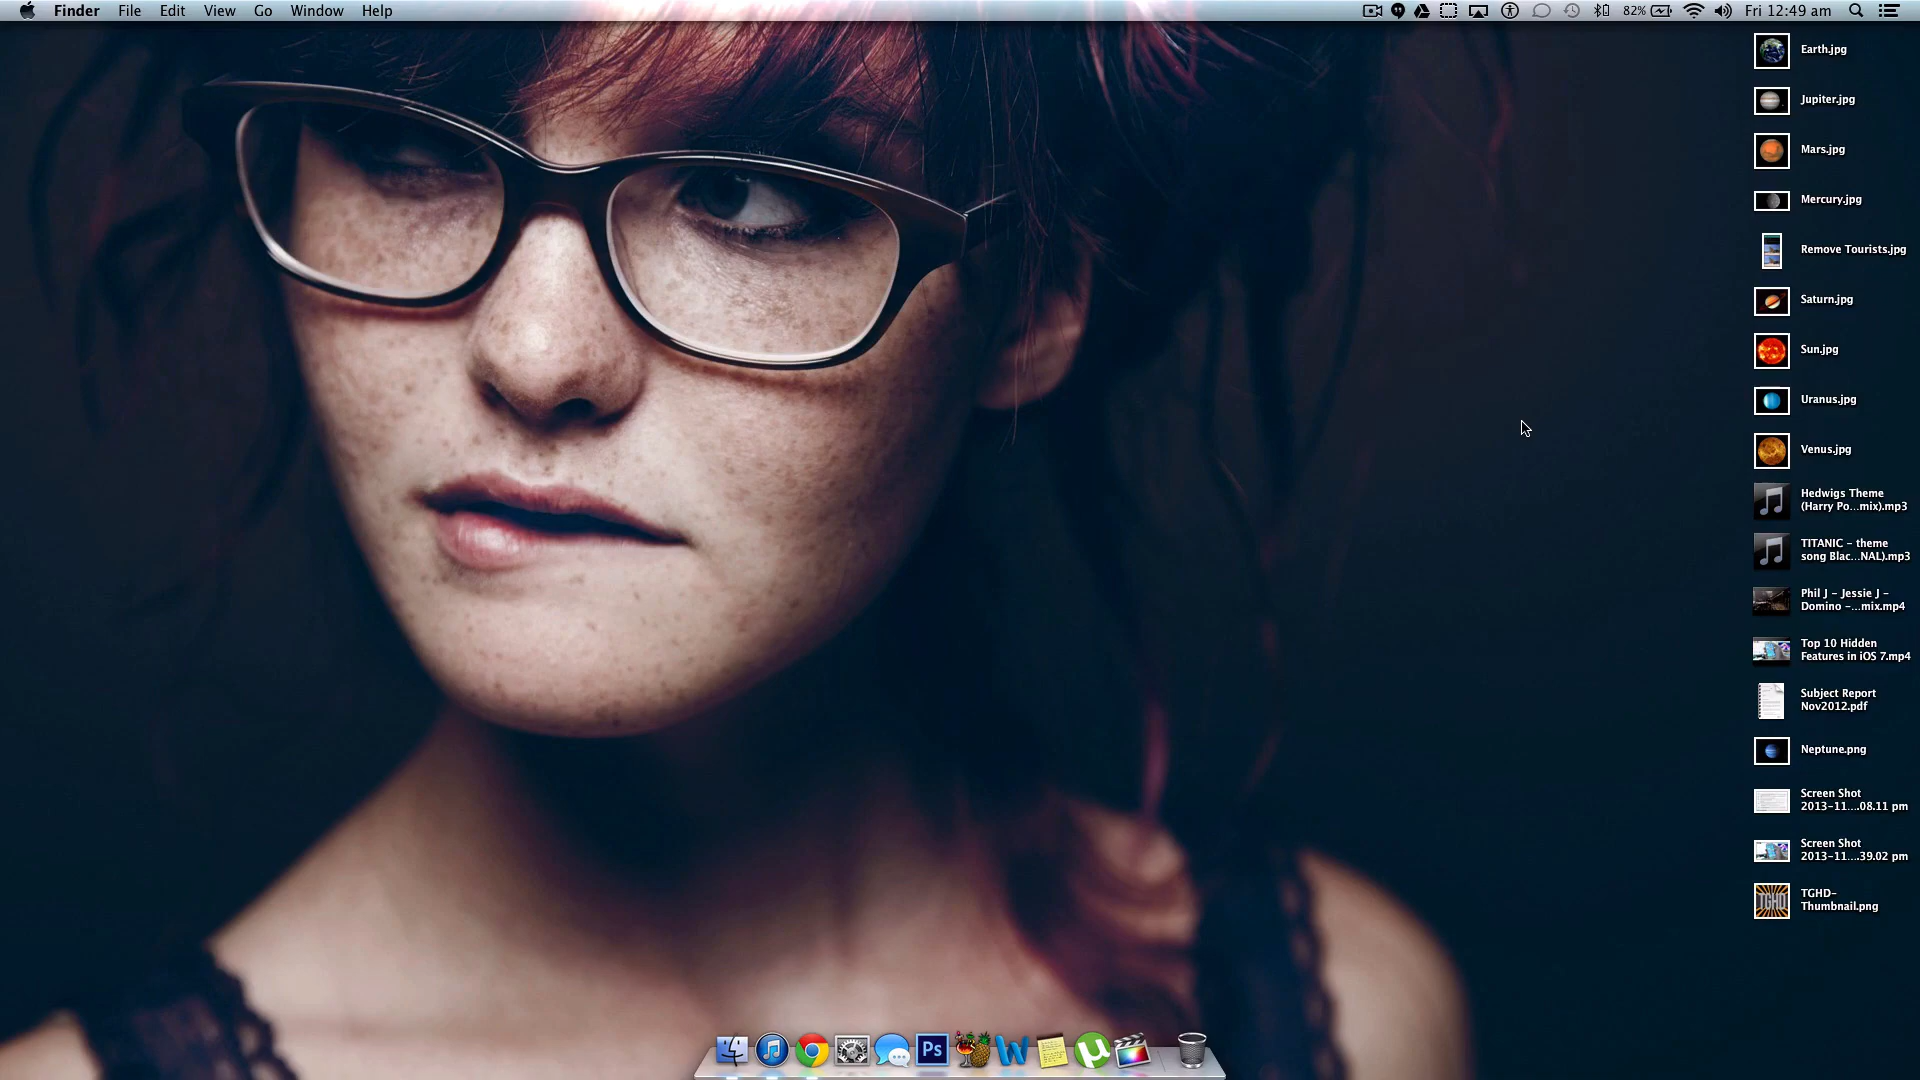 Finder File Edit View Go Window Help
82% Fri 12:49 am
Earth.jpg
Jupiter.jpg
Mars.jpg
Mercury.jpg
Remove Tourists.jpg
Saturn.jpg
Sun.jpg
Uranus.jpg
Venus.jpg
Hedwigs Theme
(Harry Po...mix).mp3
TITANIC - theme
song Blac...NAL).mp3
Phil J - Jessie J -
Domino -...mix.mp4
Top 10 Hidden
Features in iOS 7.mp4
Subject Report
Nov2012.pdf
Neptune.png
Screen Shot
2013-11....08.11 pm
Screen Shot
2013-11....39.02 pm
TGHD
TGHD-
Thumbnail.png
Ps
W
µ